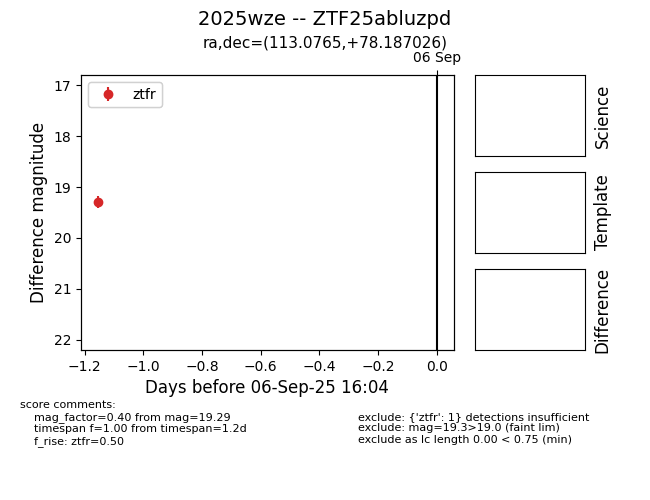 2025wze -- ZTF25abluzpd
ra,dec=(113.0765,+78.187026)
06 Sep
ztfr
17
18
19
20
21
22
Difference magnitude
−1.2
−1.0
−0.8
−0.6
−0.4
−0.2
0.0
Days before 06-Sep-25 16:04
Science
Template
Difference
score comments:
mag_factor=0.40 from mag=19.29
timespan f=1.00 from timespan=1.2d
f_rise: ztfr=0.50
exclude: {'ztfr': 1} detections insufficient
exclude: mag=19.3>19.0 (faint lim)
exclude as lc length 0.00 < 0.75 (min)